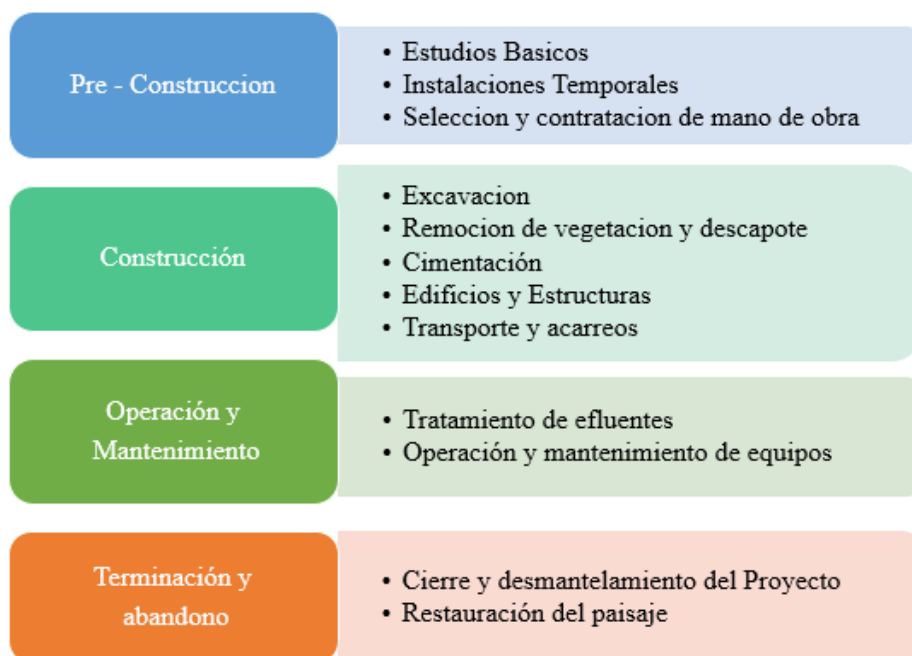 Pre - Construccion
• Estudios Basicos
• Instalaciones Temporales
• Seleccion y contratacion de mano de obra
Construcción
• Excavacion
• Remocion de vegetacion y descapote
• Cimentación
• Edificios y Estructuras
• Transporte y acarreos
Operación y
Mantenimiento
• Tratamiento de efluentes
• Operación y mantenimiento de equipos
Terminación y
abandono
• Cierre y desmantelamiento del Proyecto
• Restauración del paisaje